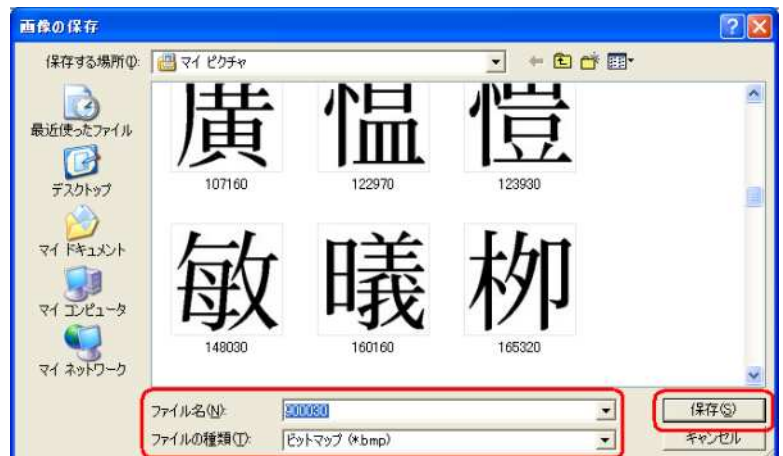 画像の保存
保存する場所(I):
マイ ピクチャ
最近使ったファイル
デスクトップ
マイ ドキュメント
マイ コンピュータ
マイ ネットワーク
廣 愠 愷
107160 122970 123930
敏 曦 栁
148030 160160 165320
ファイル名(N): 900030
保存(S)
ファイルの種類(T): ビットマップ (*.bmp)
キャンセル